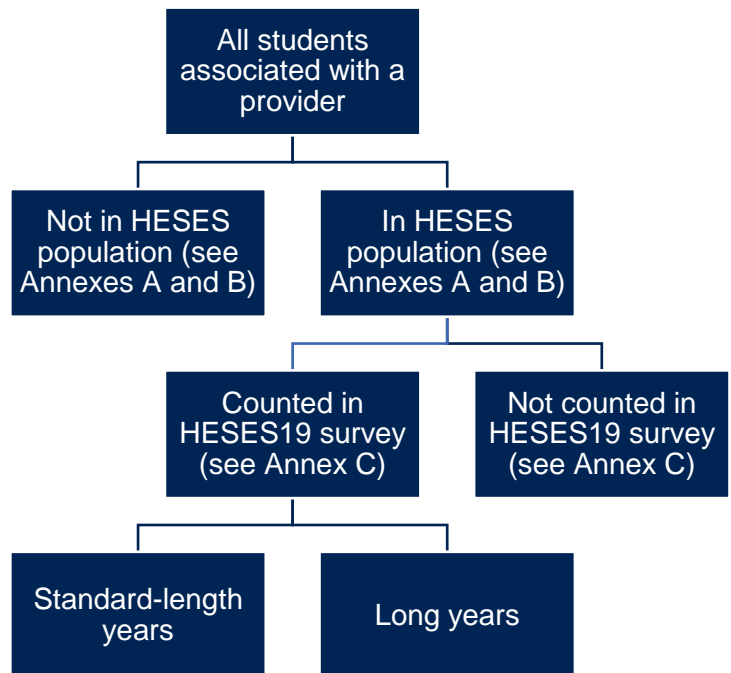 All students
associated with a
provider
Not in HESES
population (see
Annexes A and B)
In HESES
population (see
Annexes A and B)
Counted in
HESES19 survey
(see Annex C)
Not counted in
HESES19 survey
(see Annex C)
Standard-length
years
Long years